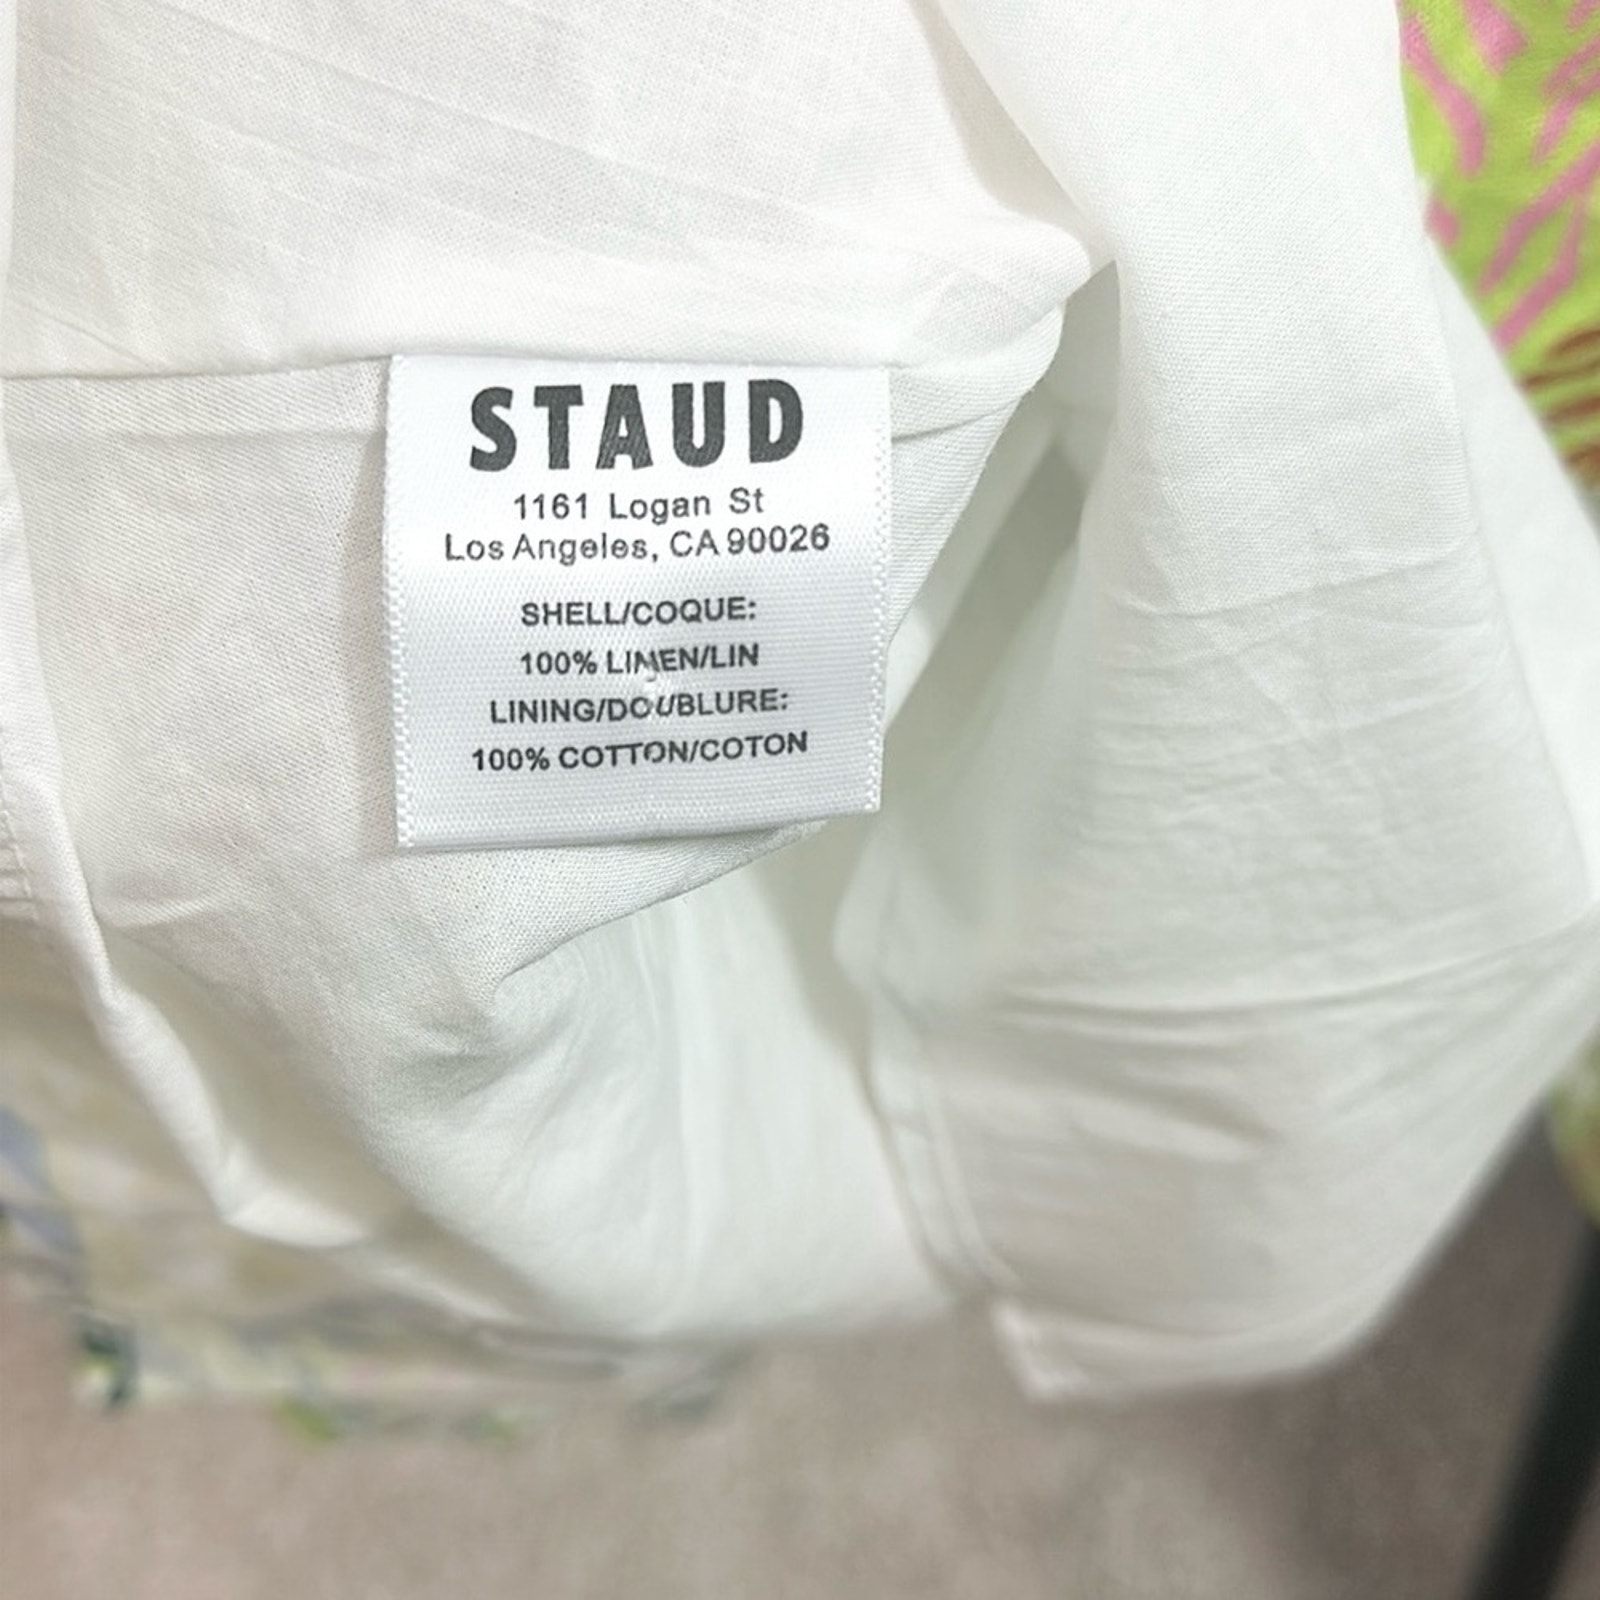 STAUD
1161 Logan St
Los Angeles, CA 90026
SHELL/COQUE:
100% LINEN/LIN
LINING/DOUBLURE:
100% COTTON/COTON